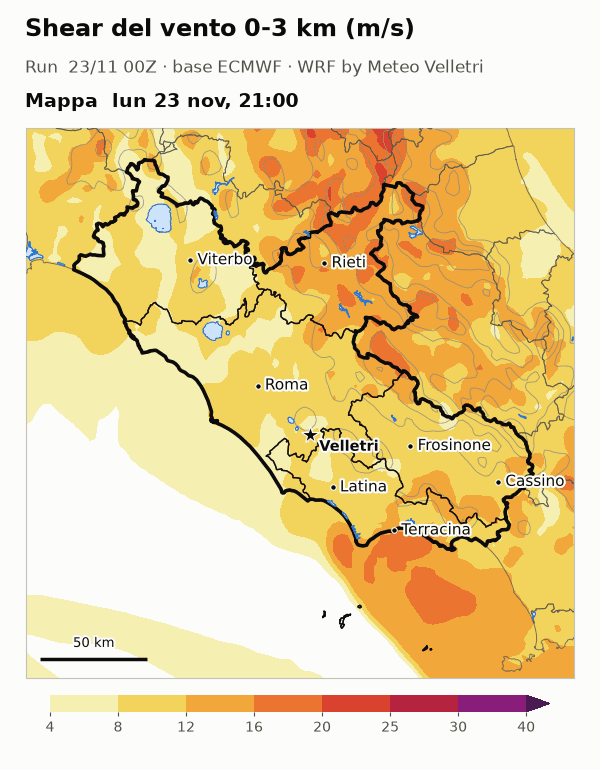 Shear del vento 0-3 km (m/s)
Run  23/11 00Z · base ECMWF · WRF by Meteo Velletri
Mappa  lun 23 nov, 21:00
Viterbo
Rieti
Roma
Velletri
Frosinone
Cassino
Latina
Terracina
50 km
4 8 12 16 20 25 30 40